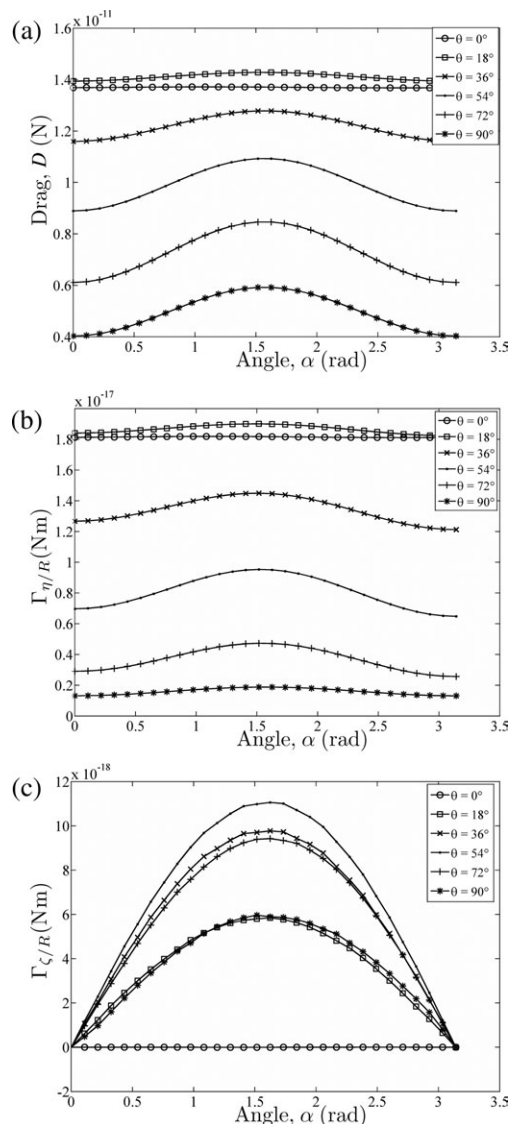 (a)
x 10⁻¹¹
1.6
1.4
1.2
1
0.8
0.6
0.4
Drag, D (N)
θ = 0°
θ = 18°
θ = 36°
θ = 54°
θ = 72°
θ = 90°
0 0.5 1 1.5 2 2.5 3 3.5
Angle, α (rad)
(b)
x 10⁻¹⁷
1.8
1.6
1.4
1.2
1
0.8
0.6
0.4
0.2
0
Γη/R(Nm)
θ = 0°
θ = 18°
θ = 36°
θ = 54°
θ = 72°
θ = 90°
0 0.5 1 1.5 2 2.5 3 3.5
Angle, α (rad)
(c)
x 10⁻¹⁸
12
10
8
6
4
2
0
-2
Γζ/R(Nm)
θ = 0°
θ = 18°
θ = 36°
θ = 54°
θ = 72°
θ = 90°
0 0.5 1 1.5 2 2.5 3 3.5
Angle, α (rad)